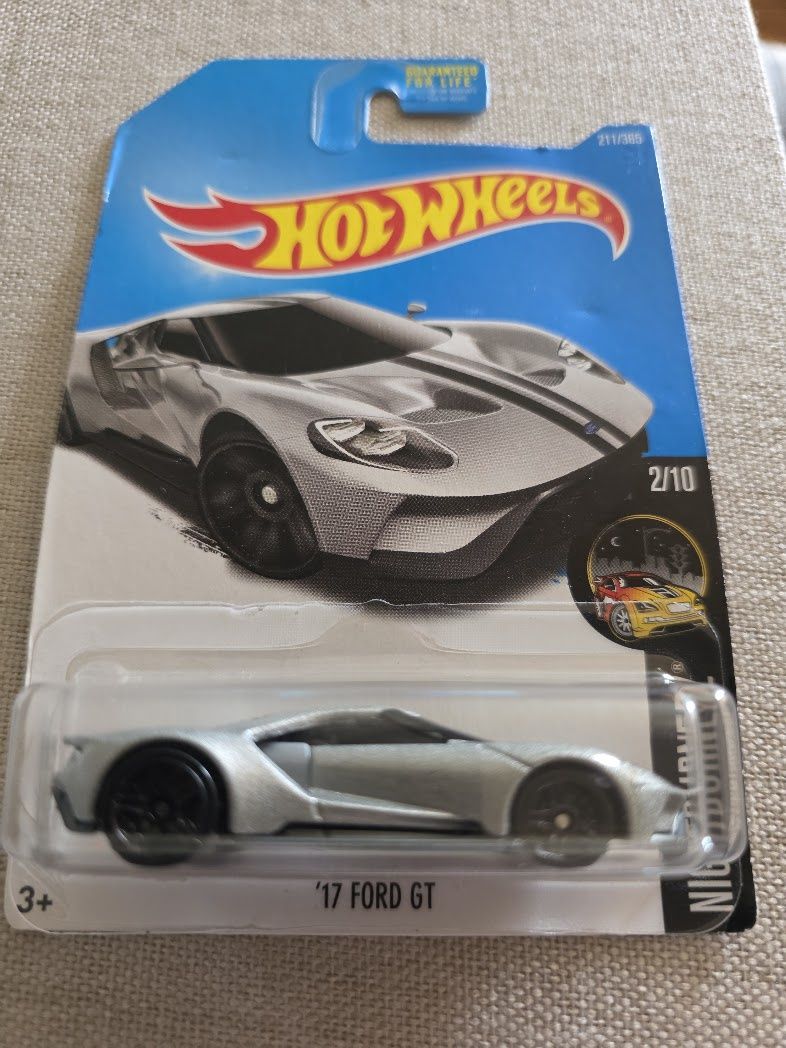 GUARANTEED
FOR LIFE
211/365
HOT WHEELS
2/10
®
3+
'17 FORD GT